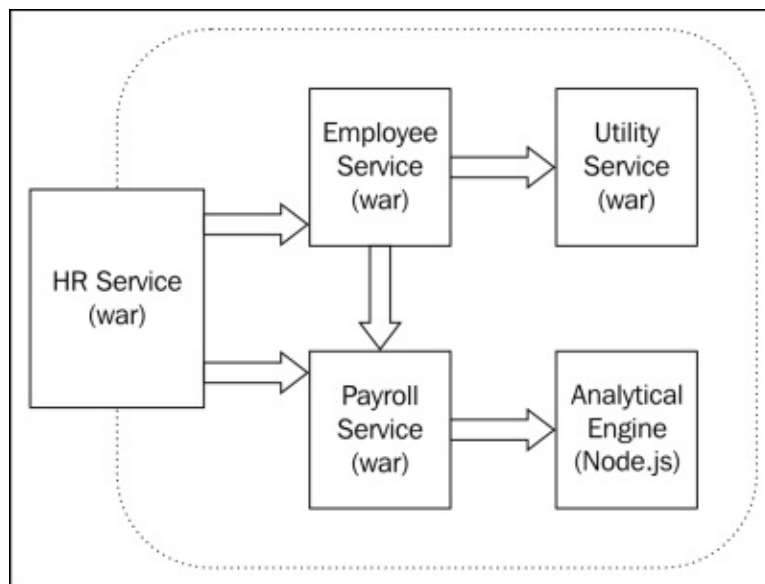 Employee
Service
(war)
Utility
Service
(war)
HR Service
(war)
Payroll
Service
(war)
Analytical
Engine
(Node.js)